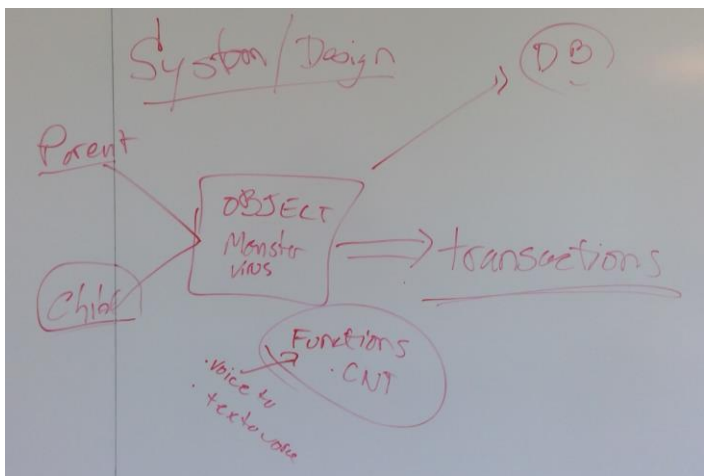 System/Design
DB
Parent
OBJECT
Monster
virus
transactions
Child
Functions
.CNT
.voice to
.text to voice